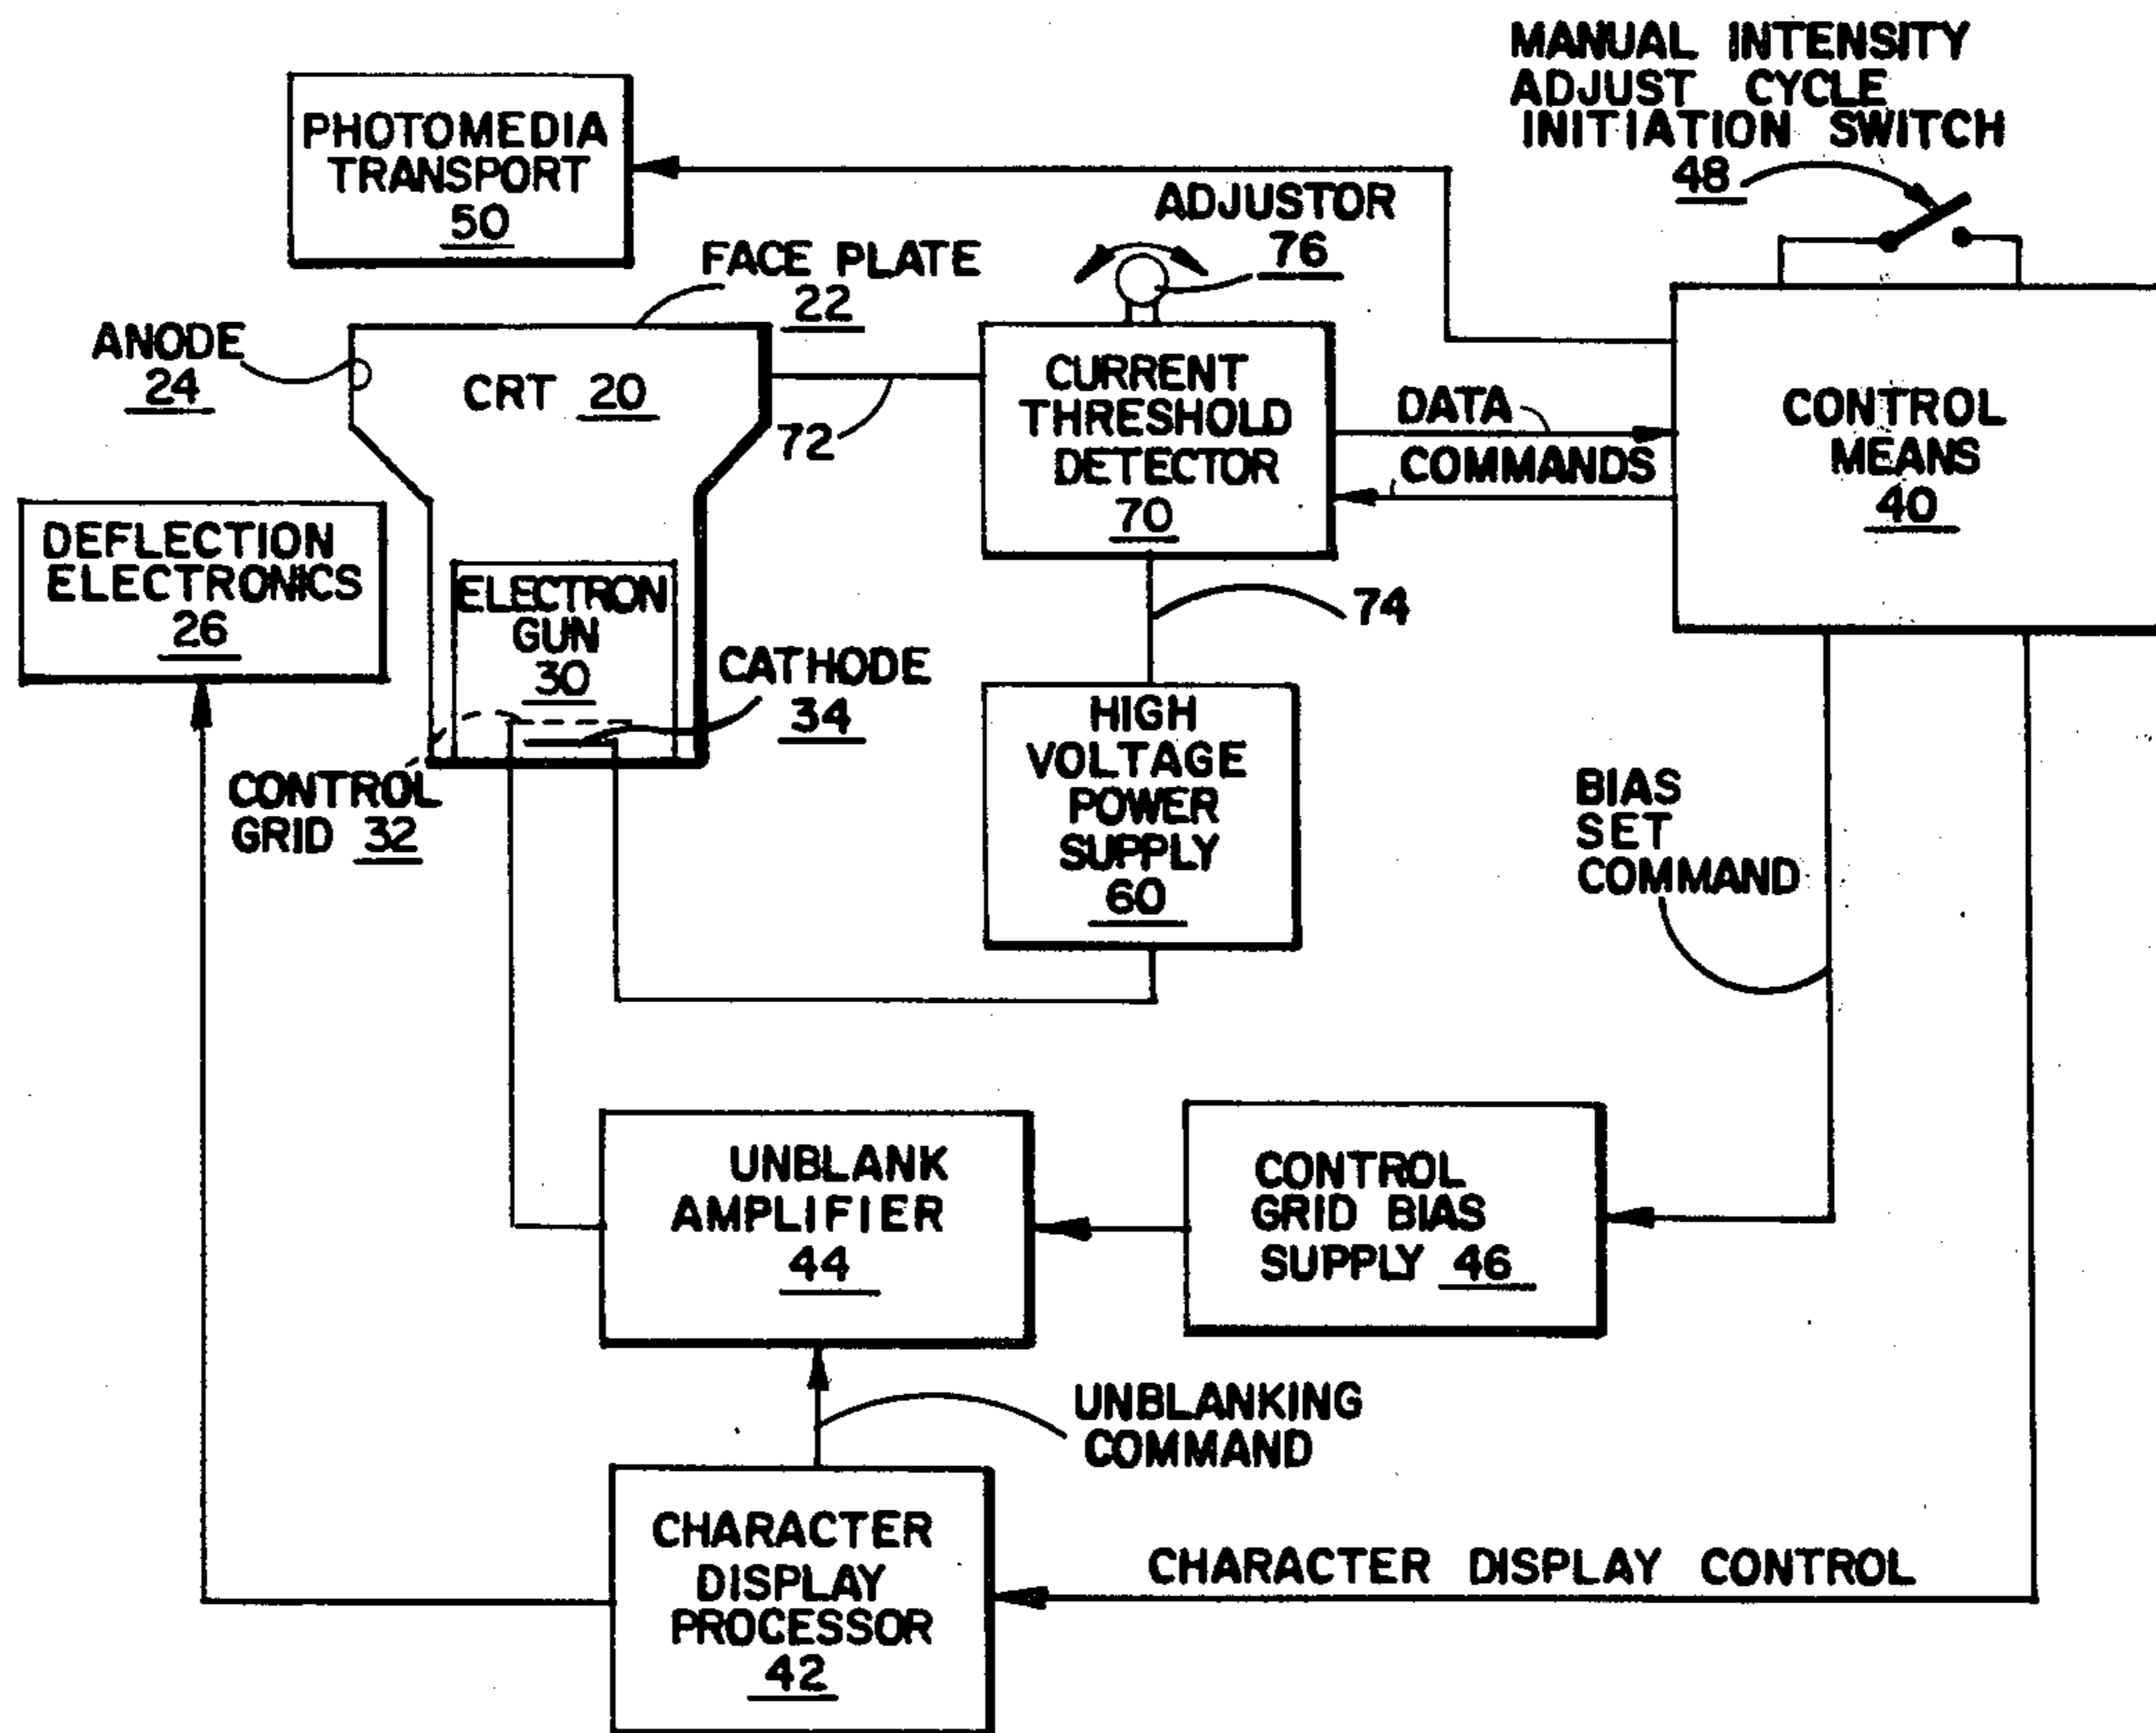 MANUAL INTENSITY
ADJUST CYCLE
INITIATION SWITCH
48
PHOTOMEDIA
TRANSPORT
50
ADJUSTOR
76
FACE PLATE
22
ANODE
24
CRT 20
72
CURRENT
THRESHOLD
DETECTOR
70
DATA
COMMANDS
CONTROL
MEANS
40
DEFLECTION
ELECTRONICS
26
ELECTRON
GUN
30
CATHODE
34
74
CONTROL
GRID 32
HIGH
VOLTAGE
POWER
SUPPLY
60
BIAS
SET
COMMAND
UNBLANK
AMPLIFIER
44
CONTROL
GRID BIAS
SUPPLY 46
UNBLANKING
COMMAND
CHARACTER
DISPLAY
PROCESSOR
42
CHARACTER DISPLAY CONTROL